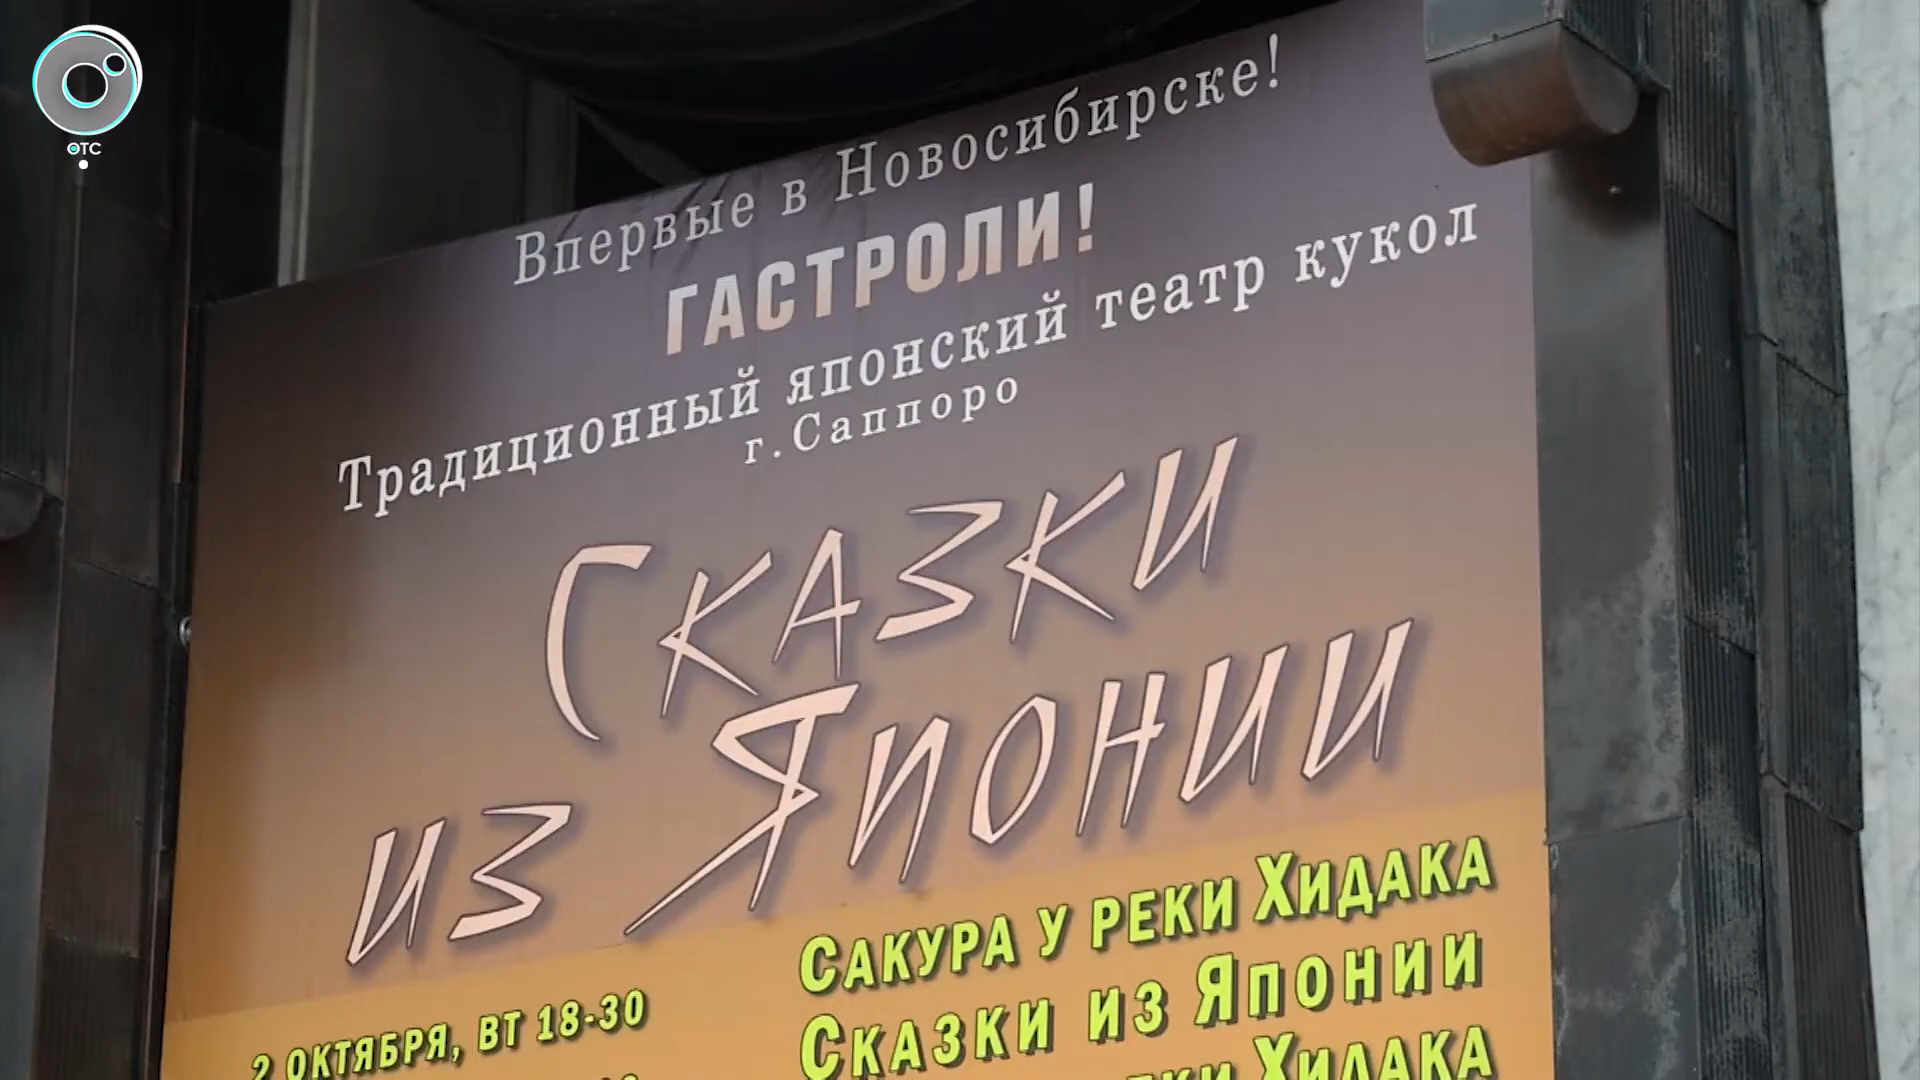 ОТС
Впервые в Новосибирске!
ГАСТРОЛИ!
Традиционный японский театр кукол
г.Саппоро
Сказки
из Японии
Сакура у реки Хидака
2 октября, вт 18-30
Сказки из Японии
Хидака